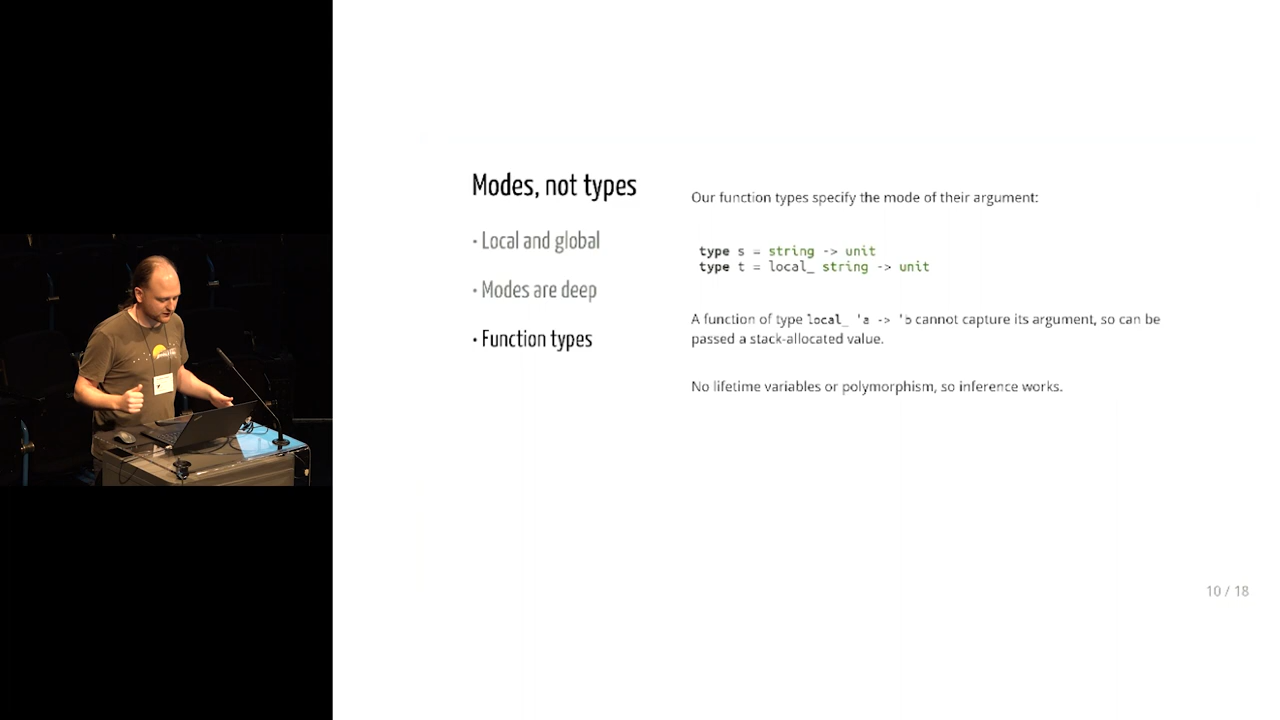 Modes, not types
· Local and global
· Modes are deep
· Function types
Our function types specify the mode of their argument:
type s = string -> unit
type t = local_ string -> unit
A function of type local_ 'a -> 'b cannot capture its argument, so can be
passed a stack-allocated value.
No lifetime variables or polymorphism, so inference works.
10 / 18